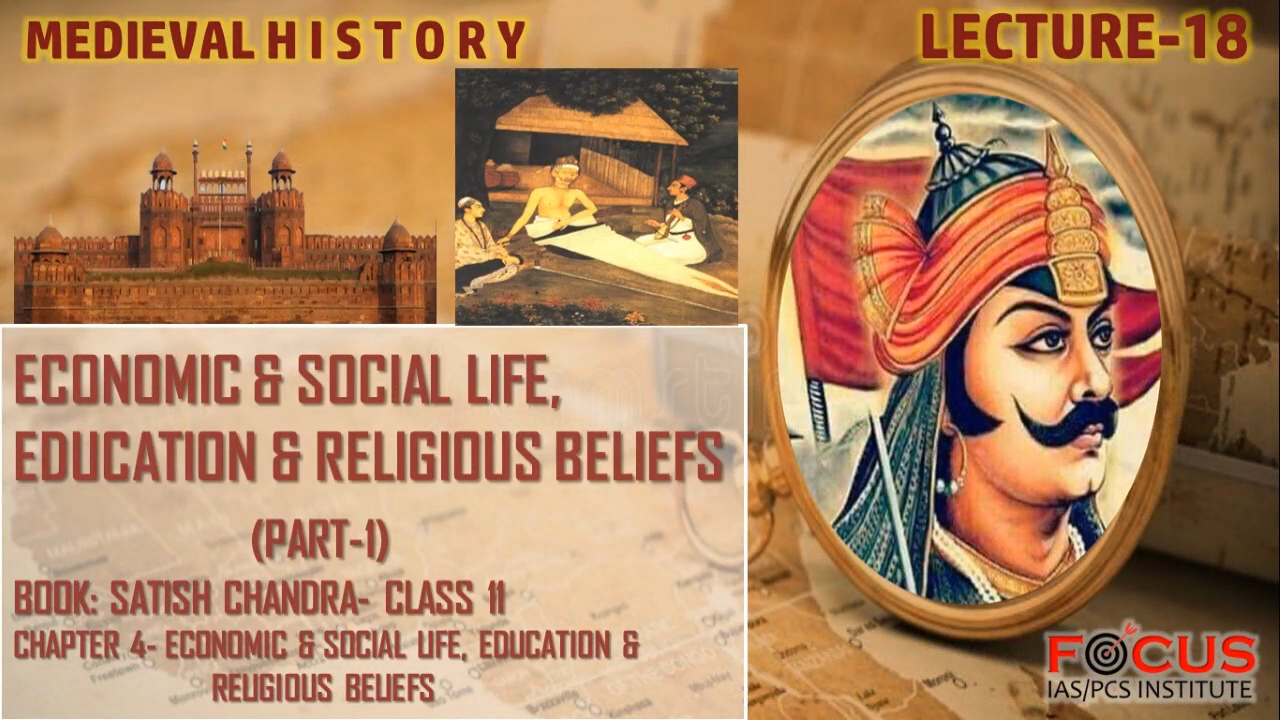 MEDIEVAL HISTORY
LECTURE-18
ECONOMIC & SOCIAL LIFE,
EDUCATION & RELIGIOUS BELIEFS
(PART-1)
BOOK: SATISH CHANDRA- CLASS 11
CHAPTER 4- ECONOMIC & SOCIAL LIFE, EDUCATION &
RELIGIOUS BELIEFS
FOCUS
IAS/PCS INSTITUTE